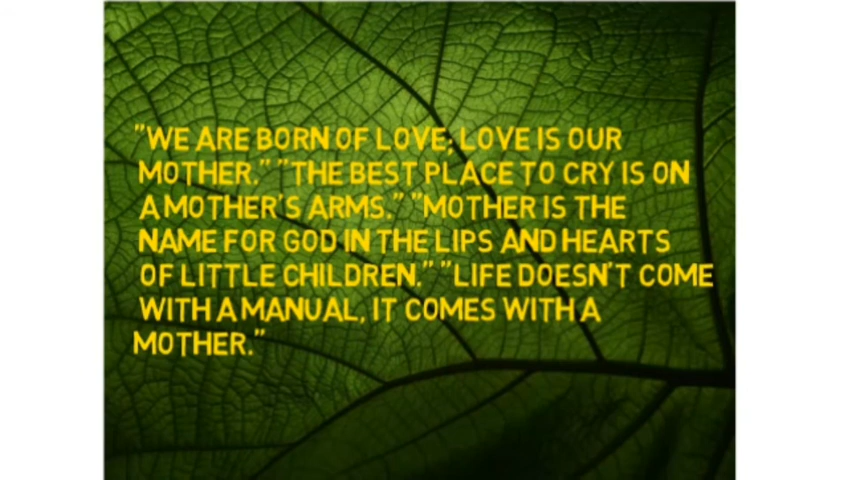 "WE ARE BORN OF LOVE; LOVE IS OUR
MOTHER." "THE BEST PLACE TO CRY IS ON
A MOTHER'S ARMS." "MOTHER IS THE
NAME FOR GOD IN THE LIPS AND HEARTS
OF LITTLE CHILDREN." "LIFE DOESN'T COME
WITH A MANUAL, IT COMES WITH A
MOTHER."